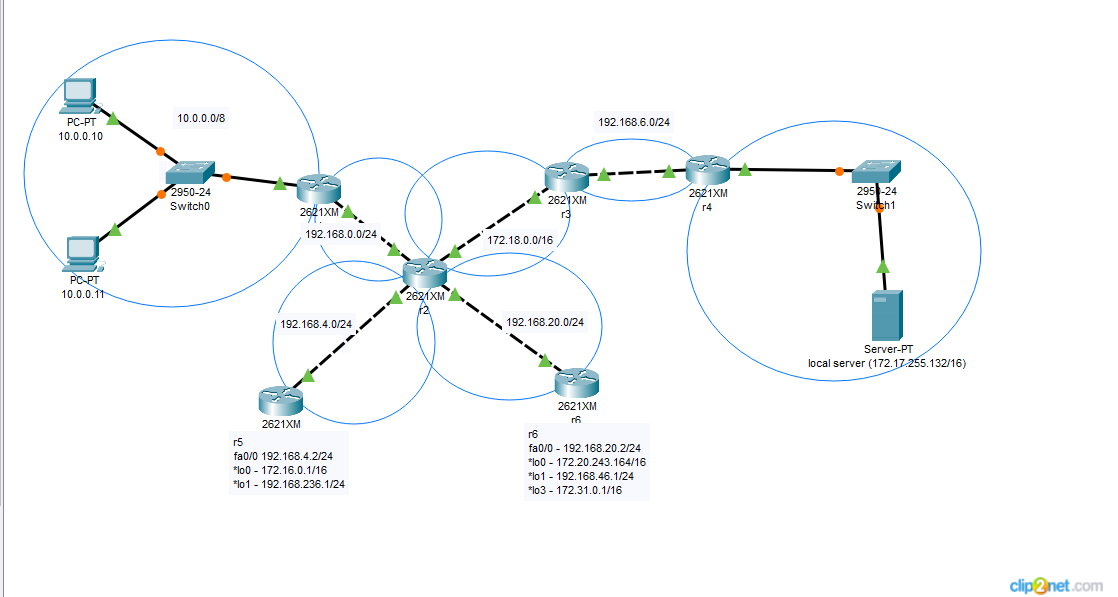 10.0.0.0/8
PC-PT
10.0.0.10
2950-24
Switch0
PC-PT
10.0.0.11
2621XM
192.168.0.0/24
192.168.6.0/24
2621XM
r3
2621XM
r4
2950-24
Switch1
172.18.0.0/16
2621XM
r2
192.168.4.0/24
192.168.20.0/24
Server-PT
local server (172.17.255.132/16)
2621XM
r5
fa0/0 192.168.4.2/24
*lo0 - 172.16.0.1/16
*lo1 - 192.168.236.1/24
2621XM
r6
r6
fa0/0 - 192.168.20.2/24
*lo0 - 172.20.243.164/16
*lo1 - 192.168.46.1/24
*lo3 - 172.31.0.1/16
clip2net.com